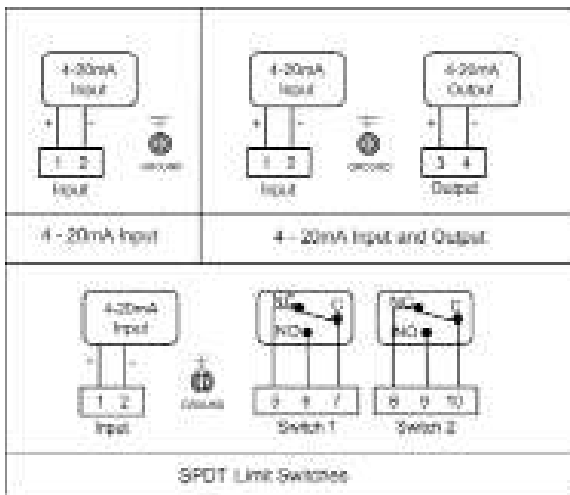 4-20mA
Input
+ -
1 2
Input
GROUND
4 - 20mA Input
4-20mA
Input
+ -
1 2
Input
GROUND
4-20mA
Output
+ -
3 4
Output
4 - 20mA Input and Output
4-20mA
Input
+ -
1 2
Input
GROUND
NC C
NO
5 6 7
Switch 1
NC C
NO
8 9 10
Switch 2
SPDT Limit Switches